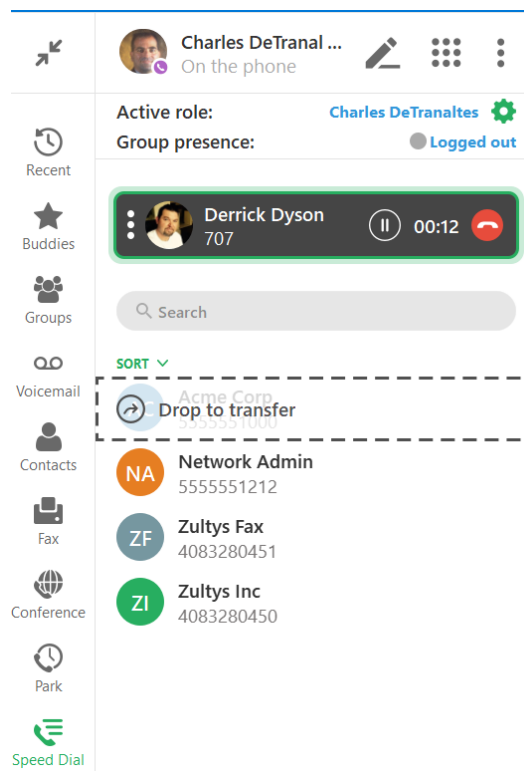 Charles DeTranal ...
On the phone
Active role:
Charles DeTranaltes
Group presence:
Logged out
Recent
Buddies
Groups
Voicemail
Contacts
Fax
Conference
Park
Speed Dial
Derrick Dyson
707
00:12
Search
SORT
Acme Corp
Drop to transfer
5555551000
NA
Network Admin
5555551212
ZF
Zultys Fax
4083280451
ZI
Zultys Inc
4083280450